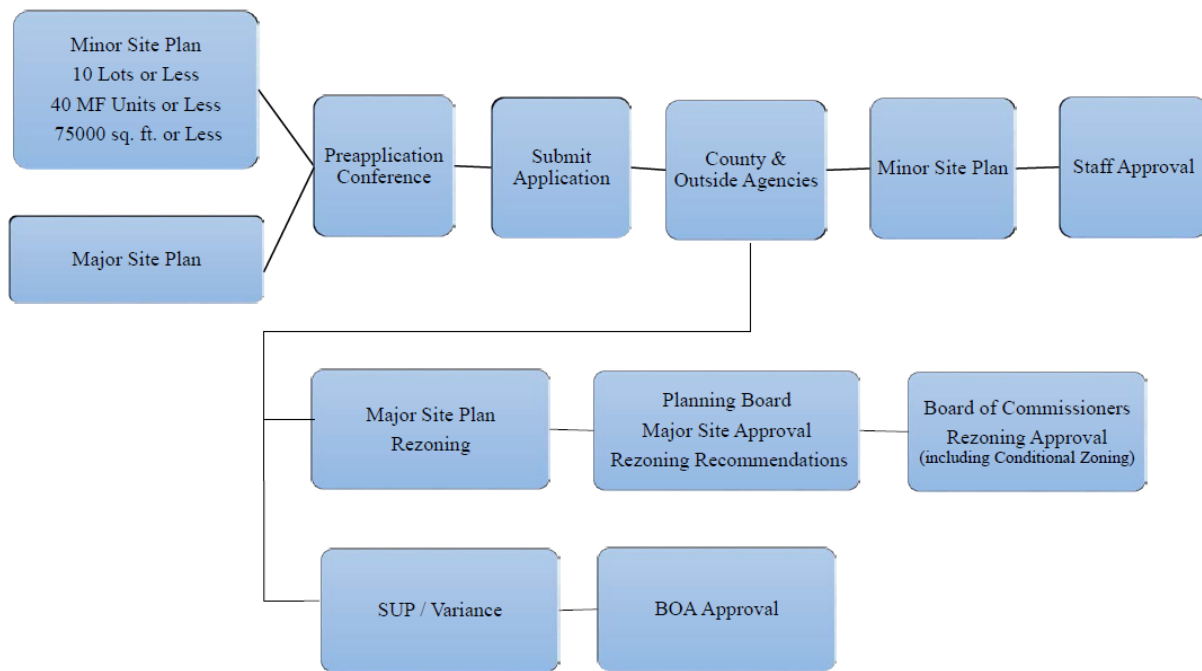 Minor Site Plan
10 Lots or Less
40 MF Units or Less
75000 sq. ft. or Less
Major Site Plan
Preapplication
Conference
Submit
Application
County &
Outside Agencies
Minor Site Plan
Staff Approval
Major Site Plan
Rezoning
Planning Board
Major Site Approval
Rezoning Recommendations
Board of Commissioners
Rezoning Approval
(including Conditional Zoning)
SUP / Variance
BOA Approval